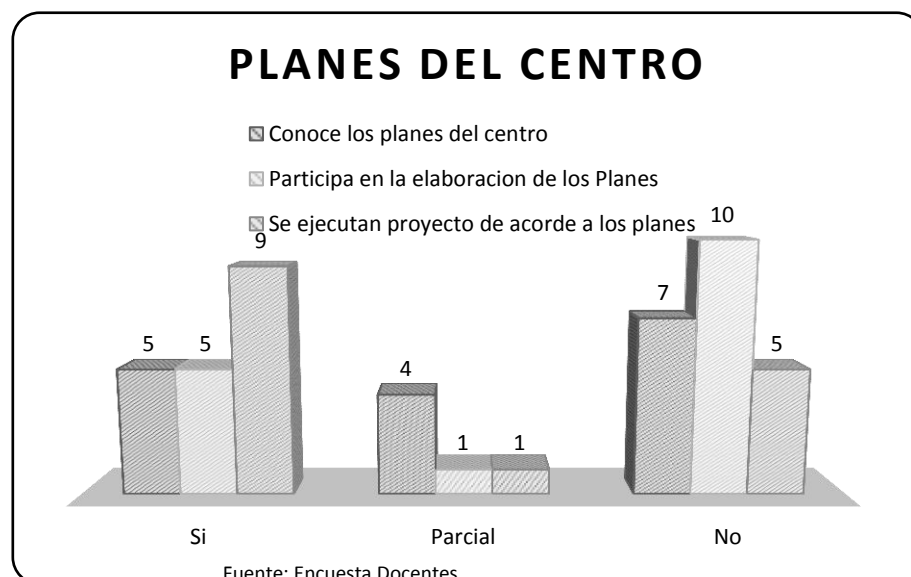 PLANES DEL CENTRO
Conoce los planes del centro
Participa en la elaboracion de los Planes
Se ejecutan proyecto de acorde a los planes
5 5 9
4 1 1
7 10 5
Si Parcial No
Fuente: Encuesta Docentes